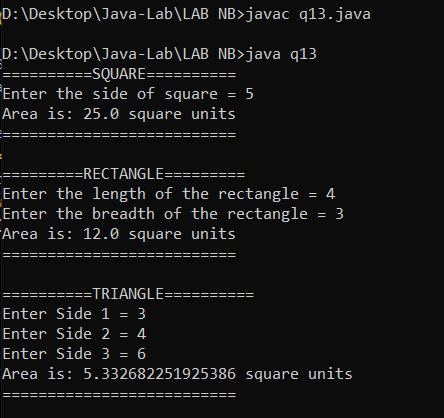 D:\Desktop\Java-Lab\LAB NB>javac q13.java
D:\Desktop\Java-Lab\LAB NB>java q13
==========SQUARE==========
Enter the side of square = 5
Area is: 25.0 square units
==========================
=========RECTANGLE=========
Enter the length of the rectangle = 4
Enter the breadth of the rectangle = 3
Area is: 12.0 square units
==========================
==========TRIANGLE==========
Enter Side 1 = 3
Enter Side 2 = 4
Enter Side 3 = 6
Area is: 5.332682251925386 square units
==========================